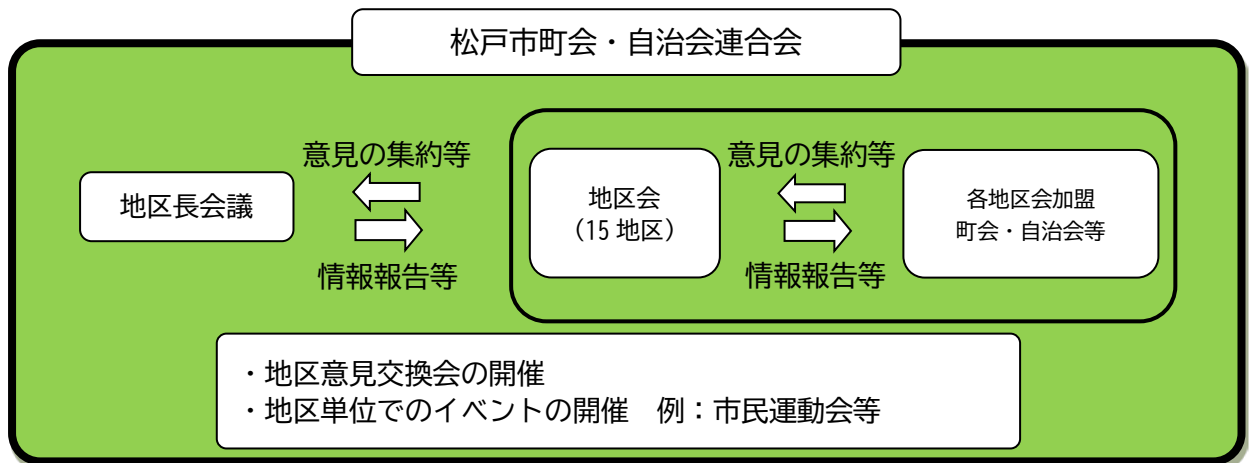 松戸市町会・自治会連合会
意見の集約等
地区長会議
情報報告等
地区会
（15 地区）
意見の集約等
情報報告等
各地区会加盟
町会・自治会等
・地区意見交換会の開催
・地区単位でのイベントの開催　例：市民運動会等